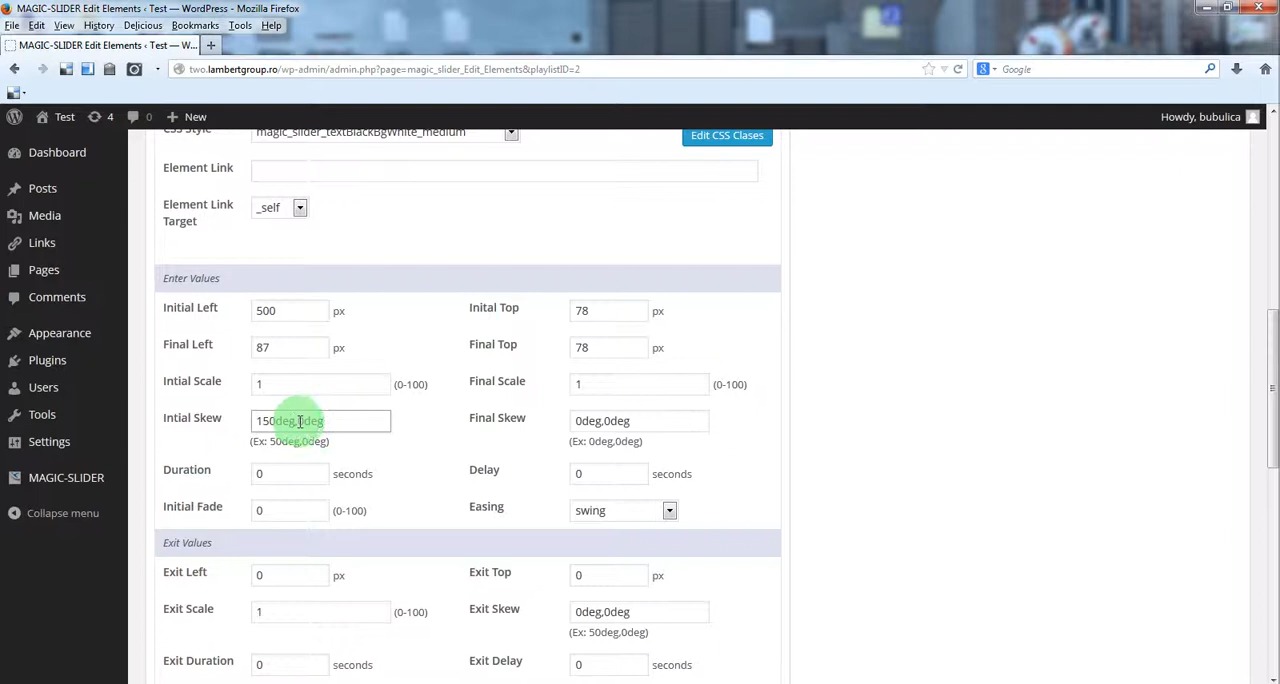 MAGIC-SLIDER Edit Elements ‹ Test — WordPress - Mozilla Firefox
File Edit View History Delicious Bookmarks Tools Help
MAGIC-SLIDER Edit Elements ‹ Test — W...
two.lambertgroup.ro/wp-admin/admin.php?page=magic_slider_Edit_Elements&playlistID=2
Google
Test 4 0 New Howdy, bubulica
Dashboard
Posts
Media
Links
Pages
Comments
Appearance
Plugins
Users
Tools
Settings
MAGIC-SLIDER
Collapse menu
CSS Style magic_slider_textBlackBgWhite_medium Edit CSS Clases
Element Link
Element Link Target _self
Enter Values
Initial Left 500 px Inital Top 78 px
Final Left 87 px Final Top 78 px
Intial Scale 1 (0-100) Final Scale 1 (0-100)
Intial Skew 150deg,0deg Final Skew 0deg,0deg
(Ex: 50deg,0deg) (Ex: 0deg,0deg)
Duration 0 seconds Delay 0 seconds
Initial Fade 0 (0-100) Easing swing
Exit Values
Exit Left 0 px Exit Top 0 px
Exit Scale 1 (0-100) Exit Skew 0deg,0deg
(Ex: 50deg,0deg)
Exit Duration 0 seconds Exit Delay 0 seconds